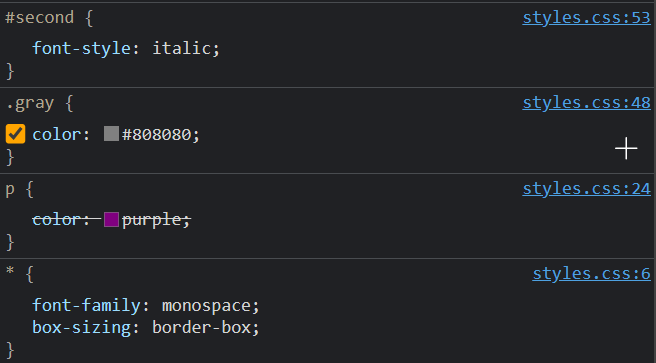 #second { styles.css:53
font-style: italic;
}
.gray { styles.css:48
color: #808080;
}
p { styles.css:24
color: purple;
}
* { styles.css:6
font-family: monospace;
box-sizing: border-box;
}